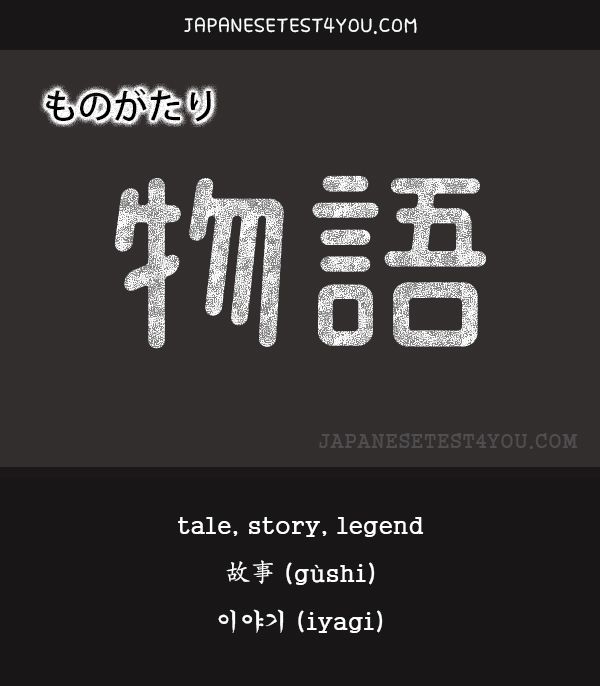 JAPANESETEST4YOU.COM
ものがたり
物語
JAPANESETEST4YOU.COM
tale, story, legend
故事 (gùshi)
이야기 (iyagi)